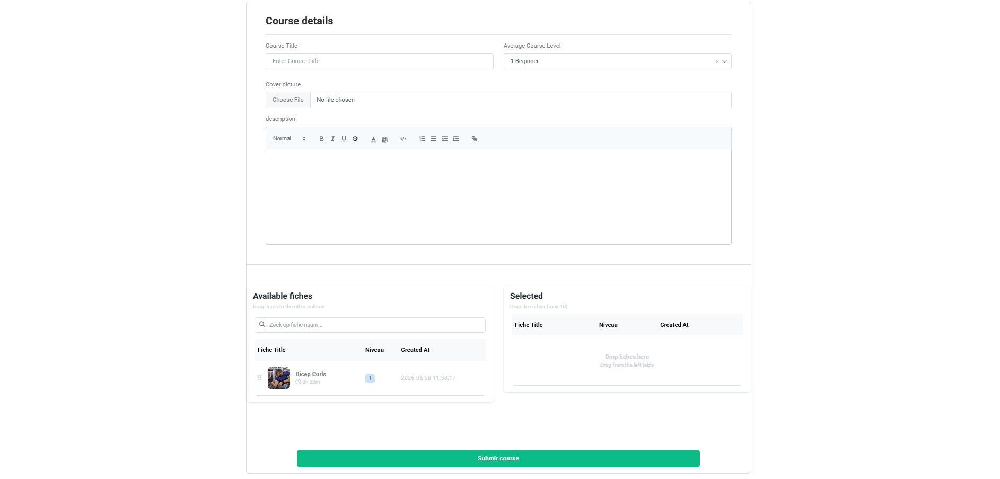 Course details
Course Title
Average Course Level
Enter Course Title
1 Beginner
Cover picture
Choose File
No file chosen
description
Normal
Available fiches
Drag items to the other column
Zoek op fiche naam...
Fiche Title Niveau Created At
Bicep Curls
0h 20m
1
2026-06-08 11:58:17
Selected
Drop items hier (max 10)
Fiche Title Niveau Created At
Drop fiches here
Drag from the left table
Submit course